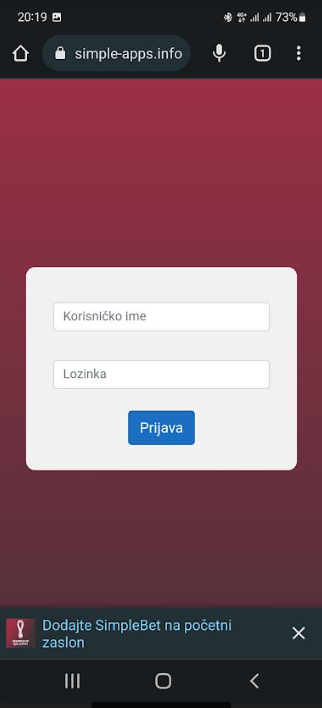 20:19 73%
simple-apps.info 1
Korisničko ime
Lozinka
Prijava
Dodajte SimpleBet na početni
zaslon